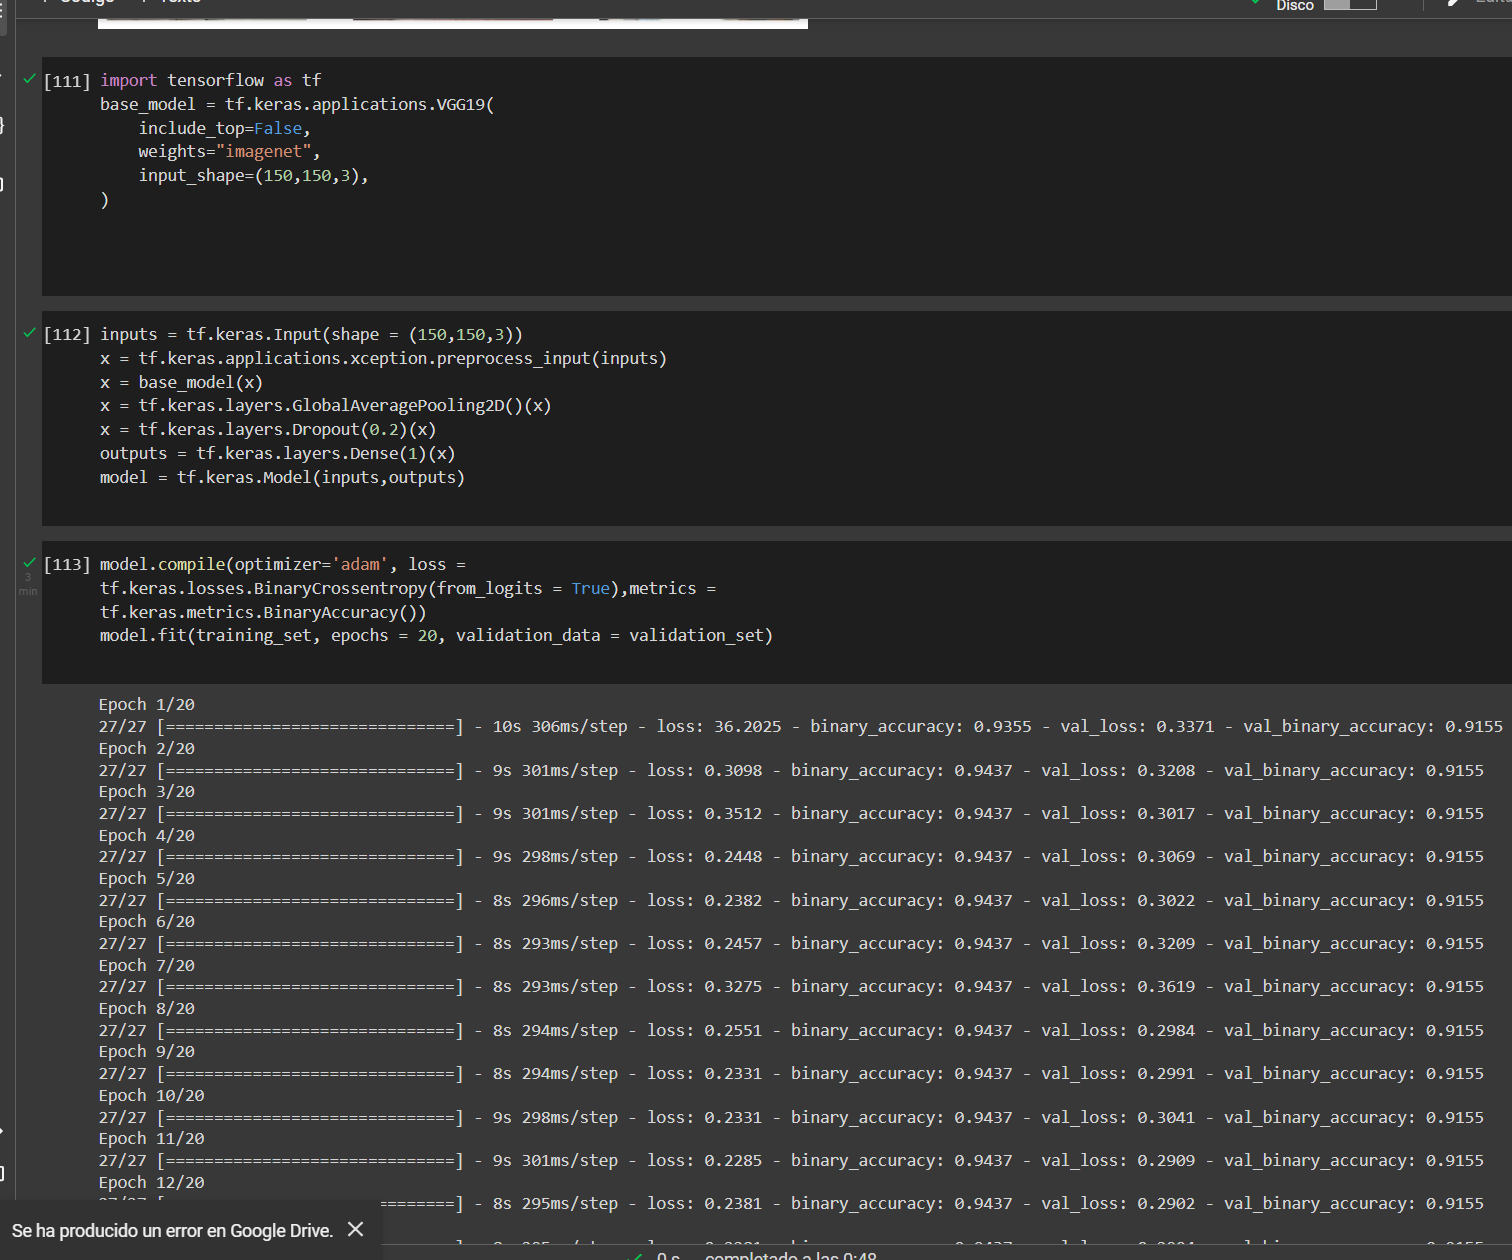 Disco
[111] import tensorflow as tf
base_model = tf.keras.applications.VGG19(
include_top=False,
weights="imagenet",
input_shape=(150,150,3),
)
[112] inputs = tf.keras.Input(shape = (150,150,3))
x = tf.keras.applications.xception.preprocess_input(inputs)
x = base_model(x)
x = tf.keras.layers.GlobalAveragePooling2D()(x)
x = tf.keras.layers.Dropout(0.2)(x)
outputs = tf.keras.layers.Dense(1)(x)
model = tf.keras.Model(inputs,outputs)
[113] model.compile(optimizer='adam', loss =
3
min
tf.keras.losses.BinaryCrossentropy(from_logits = True),metrics =
tf.keras.metrics.BinaryAccuracy())
model.fit(training_set, epochs = 20, validation_data = validation_set)
Epoch 1/20
27/27 [==============================] - 10s 306ms/step - loss: 36.2025 - binary_accuracy: 0.9355 - val_loss: 0.3371 - val_binary_accuracy: 0.9155
Epoch 2/20
27/27 [==============================] - 9s 301ms/step - loss: 0.3098 - binary_accuracy: 0.9437 - val_loss: 0.3208 - val_binary_accuracy: 0.9155
Epoch 3/20
27/27 [==============================] - 9s 301ms/step - loss: 0.3512 - binary_accuracy: 0.9437 - val_loss: 0.3017 - val_binary_accuracy: 0.9155
Epoch 4/20
27/27 [==============================] - 9s 298ms/step - loss: 0.2448 - binary_accuracy: 0.9437 - val_loss: 0.3069 - val_binary_accuracy: 0.9155
Epoch 5/20
27/27 [==============================] - 8s 296ms/step - loss: 0.2382 - binary_accuracy: 0.9437 - val_loss: 0.3022 - val_binary_accuracy: 0.9155
Epoch 6/20
27/27 [==============================] - 8s 293ms/step - loss: 0.2457 - binary_accuracy: 0.9437 - val_loss: 0.3209 - val_binary_accuracy: 0.9155
Epoch 7/20
27/27 [==============================] - 8s 293ms/step - loss: 0.3275 - binary_accuracy: 0.9437 - val_loss: 0.3619 - val_binary_accuracy: 0.9155
Epoch 8/20
27/27 [==============================] - 8s 294ms/step - loss: 0.2551 - binary_accuracy: 0.9437 - val_loss: 0.2984 - val_binary_accuracy: 0.9155
Epoch 9/20
27/27 [==============================] - 8s 294ms/step - loss: 0.2331 - binary_accuracy: 0.9437 - val_loss: 0.2991 - val_binary_accuracy: 0.9155
Epoch 10/20
27/27 [==============================] - 9s 298ms/step - loss: 0.2331 - binary_accuracy: 0.9437 - val_loss: 0.3041 - val_binary_accuracy: 0.9155
Epoch 11/20
27/27 [==============================] - 9s 301ms/step - loss: 0.2285 - binary_accuracy: 0.9437 - val_loss: 0.2909 - val_binary_accuracy: 0.9155
Epoch 12/20
========] - 8s 295ms/step - loss: 0.2381 - binary_accuracy: 0.9437 - val_loss: 0.2902 - val_binary_accuracy: 0.9155
Se ha producido un error en Google Drive.
0 s completado a las 0:48